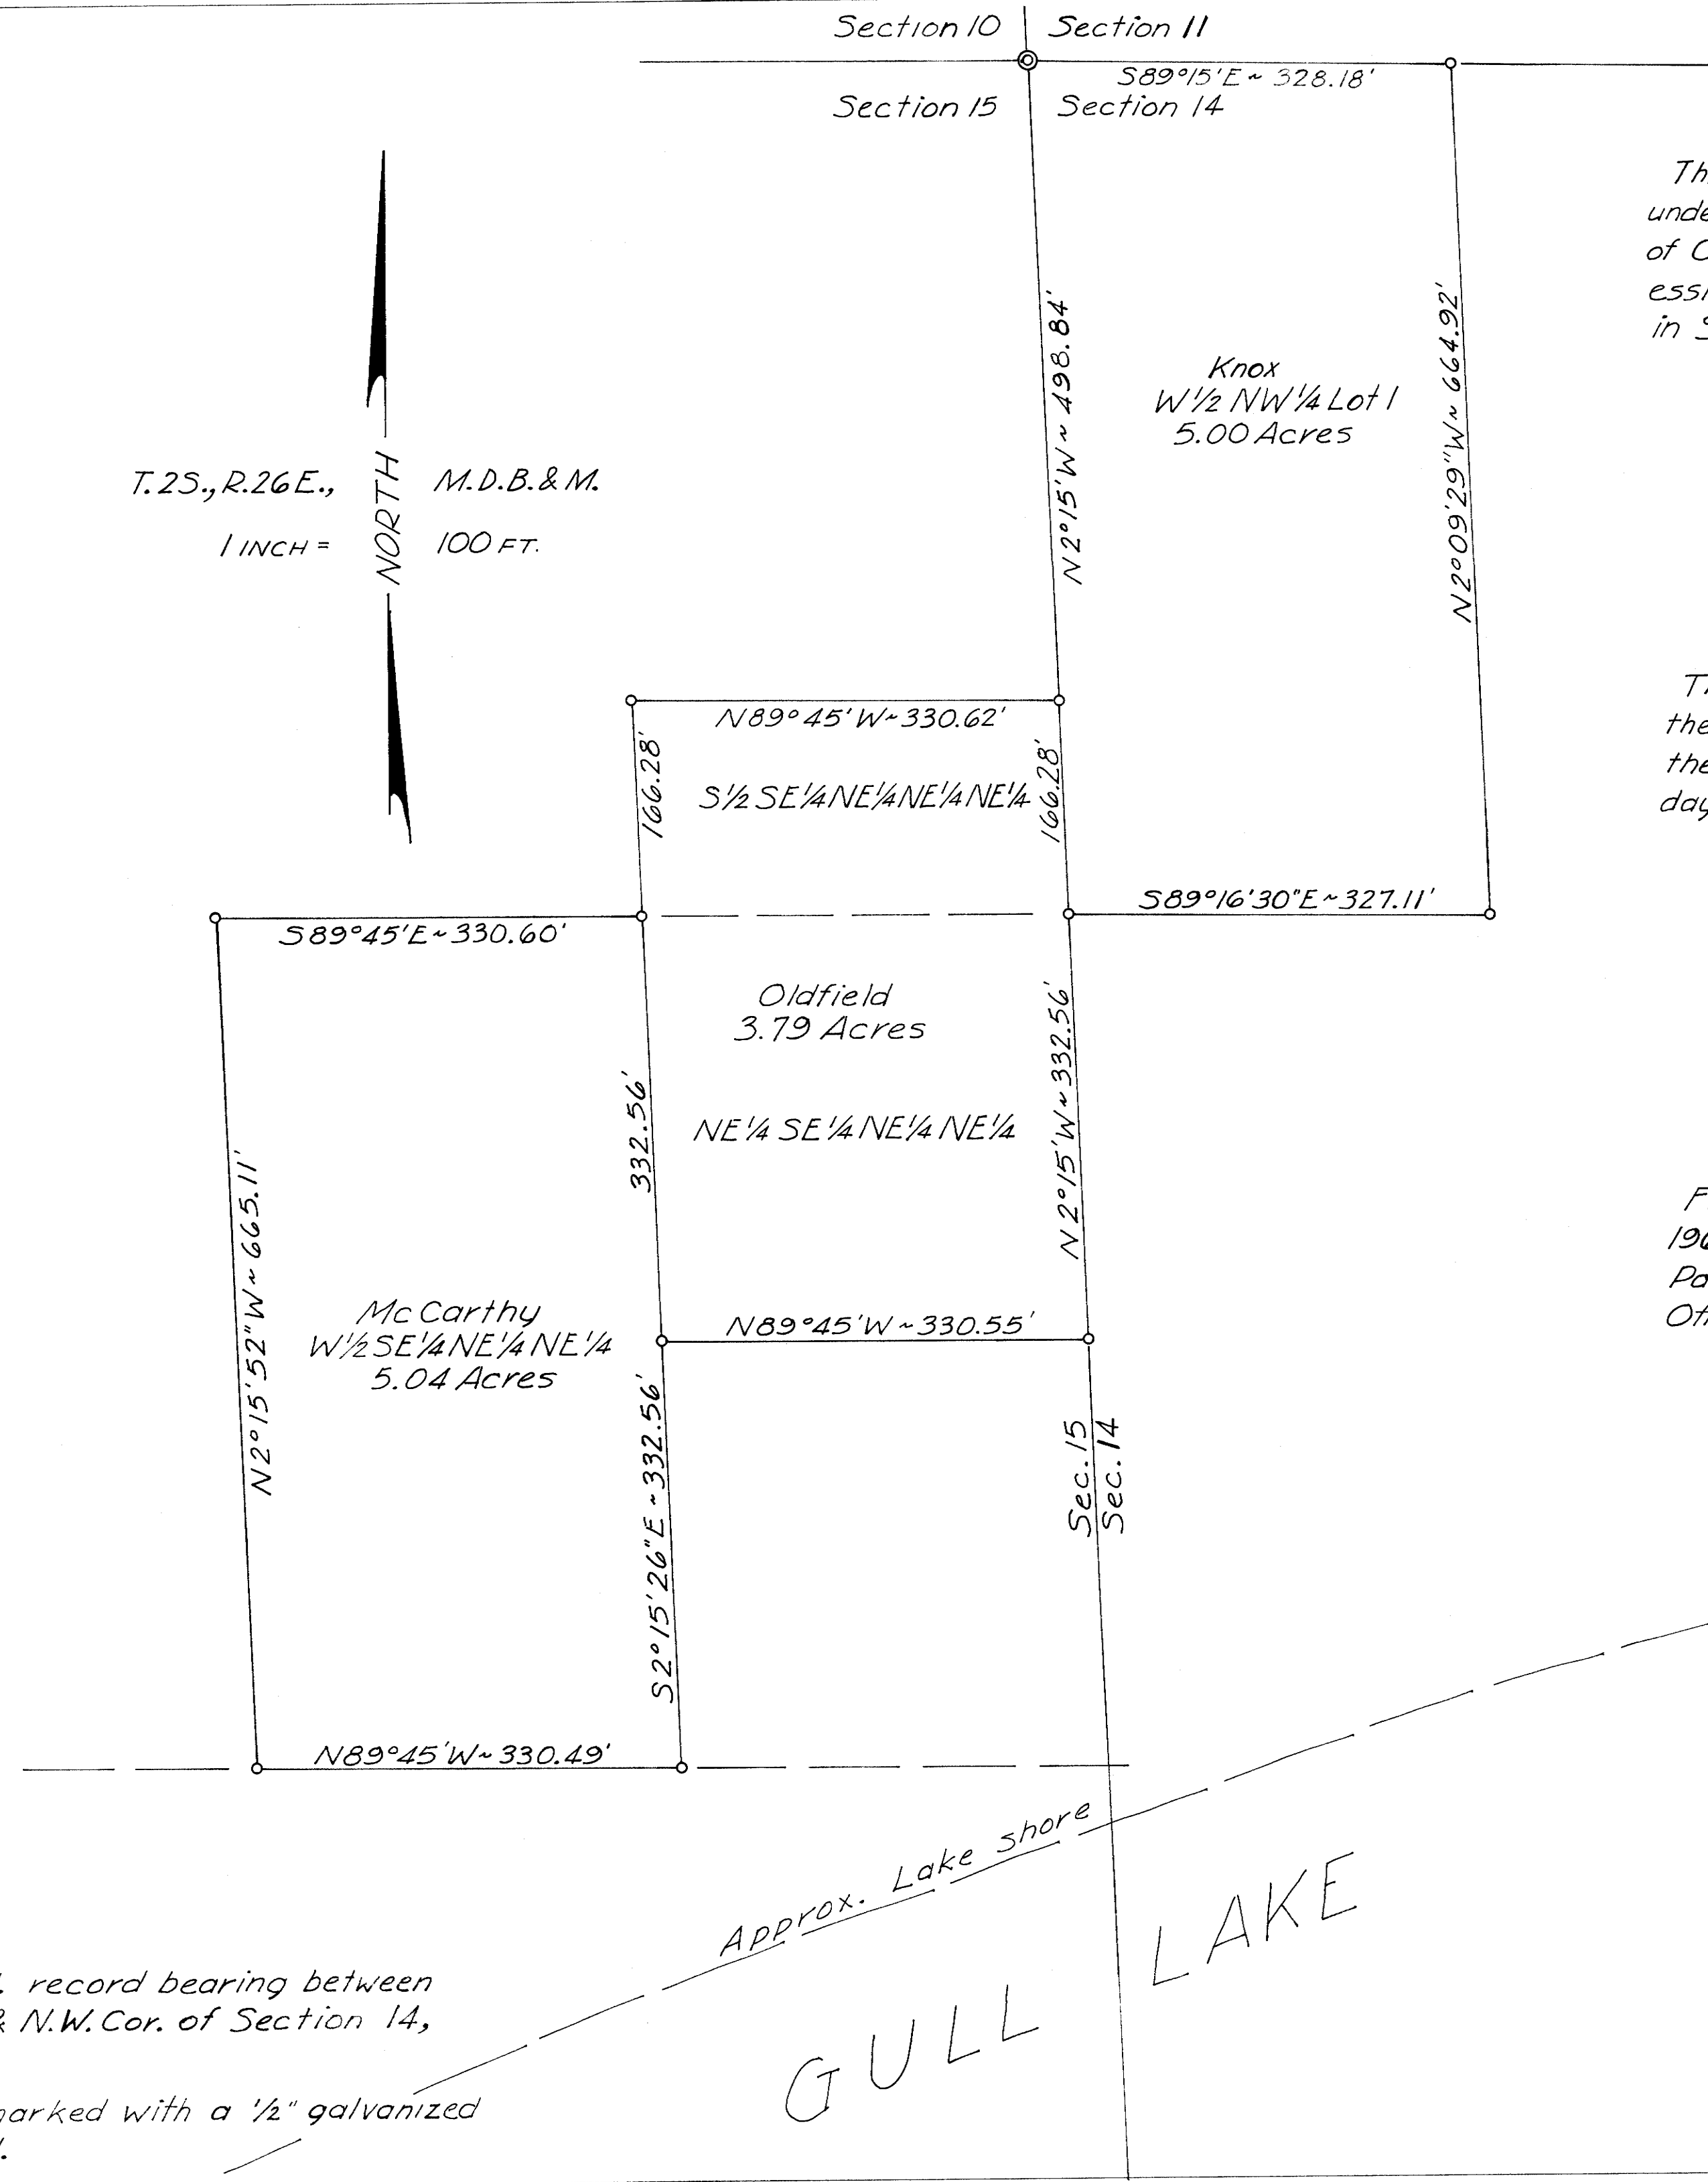 Section 10
Section 11
S89°15'E ~ 328.18'
Section 15
Section 14
N2°15'W ~ 498.84'
N2°09'29"W ~ 664.92'
Knox
W½ NW¼ Lot 1
5.00 Acres
T.2S., R.26E., M.D.B.& M.
1 INCH = 100 FT.
NORTH
of
in
the
the
N89°45'W ~ 330.62'
166.28'
166.28'
S½ SE¼ NE¼ NE¼ NE¼
S89°16'30"E ~ 327.11'
S89°45'E ~ 330.60'
Oldfield
3.79 Acres
332.56'
N2°15'W ~ 332.56'
NE¼ SE¼ NE¼ NE¼
N2°15'52"W ~ 665.11'
McCarthy
W½ SE¼ NE¼ NE¼
5.04 Acres
N89°45'W ~ 330.55'
S2°15'26"E ~ 332.56'
Sec. 15
Sec. 14
N89°45'W ~ 330.49'
Approx. Lake shore
GULL LAKE
. record bearing between
& N.W. Cor. of Section 14,
arked with a ½" galvanized